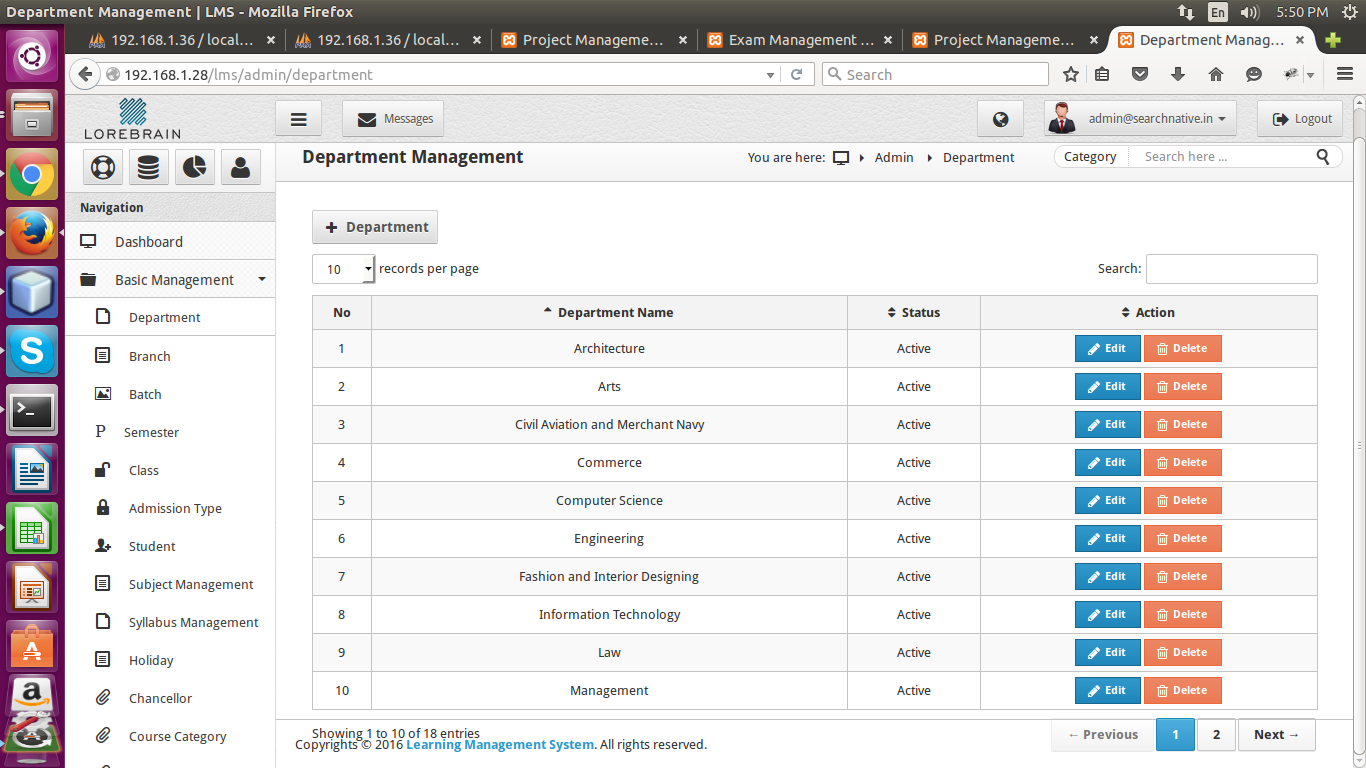 Department Management | LMS - Mozilla Firefox
En
5:50 PM
192.168.1.36 / local...
192.168.1.36 / local...
Project Manageme...
Exam Management ...
Project Manageme...
Department Manag...
192.168.1.28/lms/admin/department
Search
LOREBRAIN
Messages
admin@searchnative.in
Logout
Department Management
You are here:
Admin
Department
Category
Search here ...
Navigation
Dashboard
Basic Management
Department
Branch
Batch
P Semester
Class
Admission Type
Student
Subject Management
Syllabus Management
Holiday
Chancellor
Course Category
+ Department
10 records per page
Search:
No Department Name Status Action
1 Architecture Active Edit Delete
2 Arts Active Edit Delete
3 Civil Aviation and Merchant Navy Active Edit Delete
4 Commerce Active Edit Delete
5 Computer Science Active Edit Delete
6 Engineering Active Edit Delete
7 Fashion and Interior Designing Active Edit Delete
8 Information Technology Active Edit Delete
9 Law Active Edit Delete
10 Management Active Edit Delete
Showing 1 to 10 of 18 entries
Copyrights © 2016 Learning Management System. All rights reserved.
← Previous 1 2 Next →